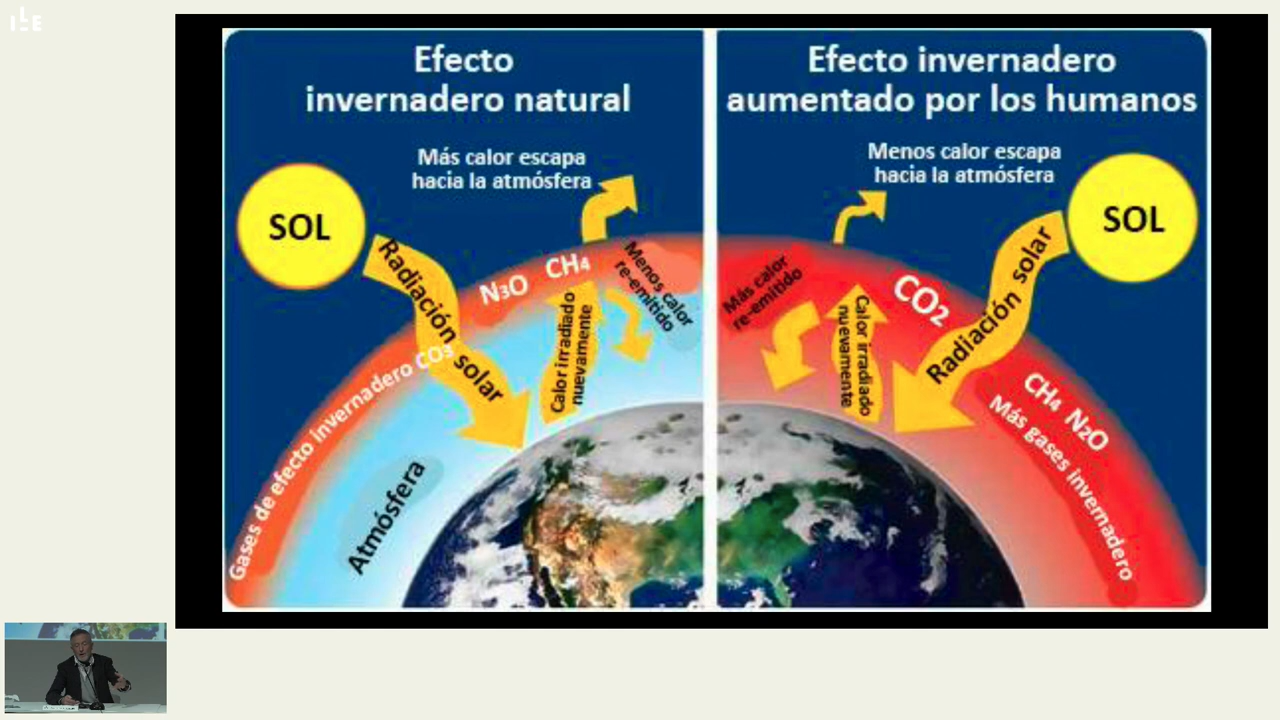 ILE
Efecto
invernadero natural
Más calor escapa
hacia la atmósfera
SOL
Radiación solar
N3O CH4
Menos calor
re-emitido
Calor irradiado
nuevamente
Gases de efecto invernadero CO3
Atmósfera
Efecto invernadero
aumentado por los humanos
Menos calor escapa
hacia la atmósfera
SOL
Radiación solar
Más calor
re-emitido
Calor irradiado
nuevamente
CO2
CH4 N2O
Más gases invernadero